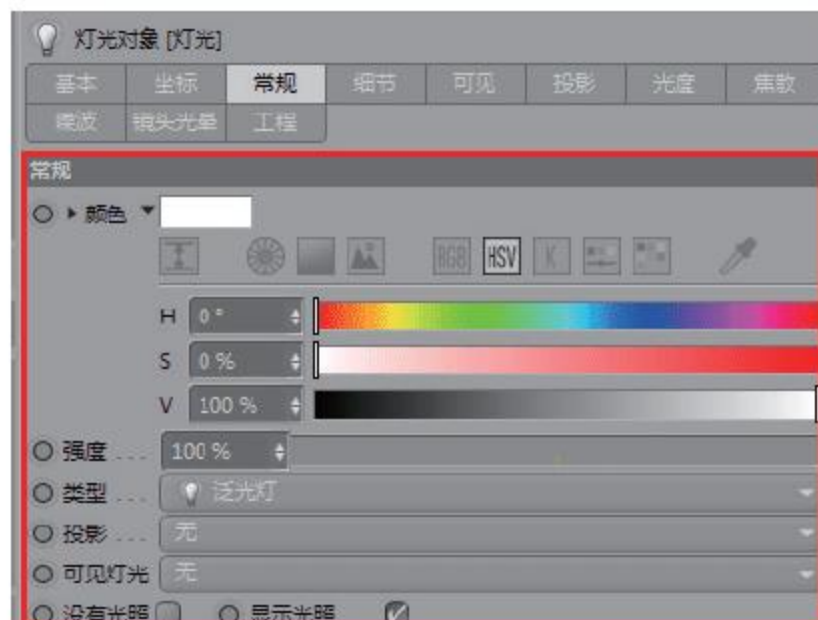 灯光对象 [灯光]
基本 坐标 常规 细节 可见 投影 光度 焦散
噪波 镜头光晕 工程
常规
颜色
RGB HSV K
H 0°
S 0%
V 100%
强度 ... 100%
类型 ... 泛光灯
投影 ... 无
可见灯光 无
没有光照 显示光照